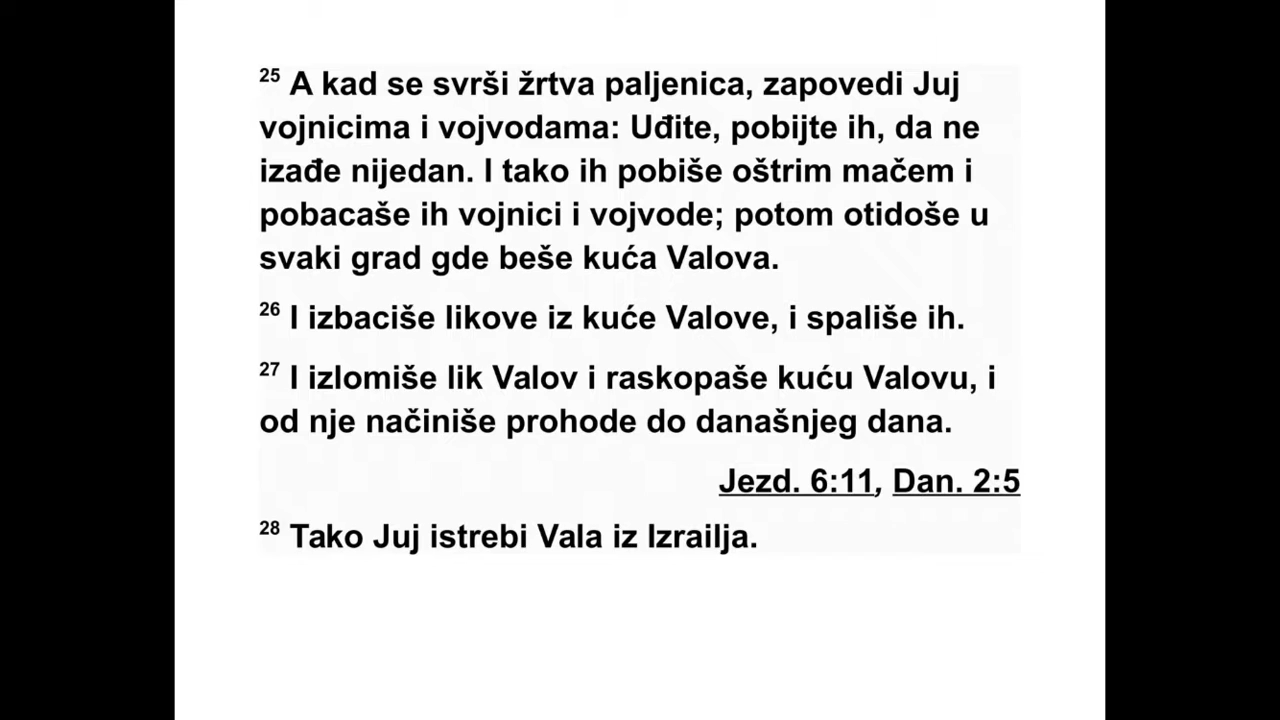 25 A kad se svrši žrtva paljenica, zapovedi Juj
vojnicima i vojvodama: Uđite, pobijte ih, da ne
izađe nijedan. I tako ih pobiše oštrim mačem i
pobacaše ih vojnici i vojvode; potom otidoše u
svaki grad gde beše kuća Valova.
26 I izbaciše likove iz kuće Valove, i spališe ih.
27 I izlomiše lik Valov i raskopaše kuću Valovu, i
od nje načiniše prohode do današnjeg dana.
Jezd. 6:11, Dan. 2:5
28 Tako Juj istrebi Vala iz Izrailja.